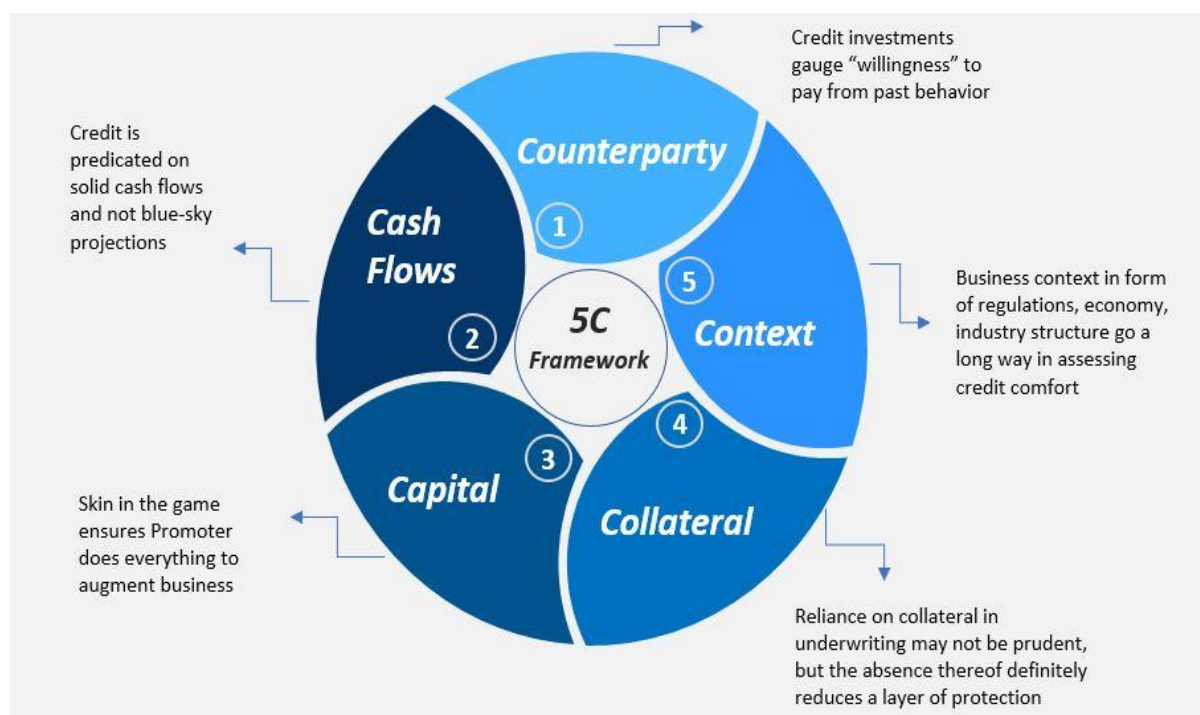 Credit investments
gauge “willingness” to
pay from past behavior
Counterparty
1
Credit is
predicated on
solid cash flows
and not blue-sky
projections
Cash
Flows
2
5C
Framework
5
Context
Business context in form
of regulations, economy,
industry structure go a
long way in assessing
credit comfort
Skin in the game
ensures Promoter
does everything to
augment business
Capital
3
4
Collateral
Reliance on collateral in
underwriting may not be prudent,
but the absence thereof definitely
reduces a layer of protection